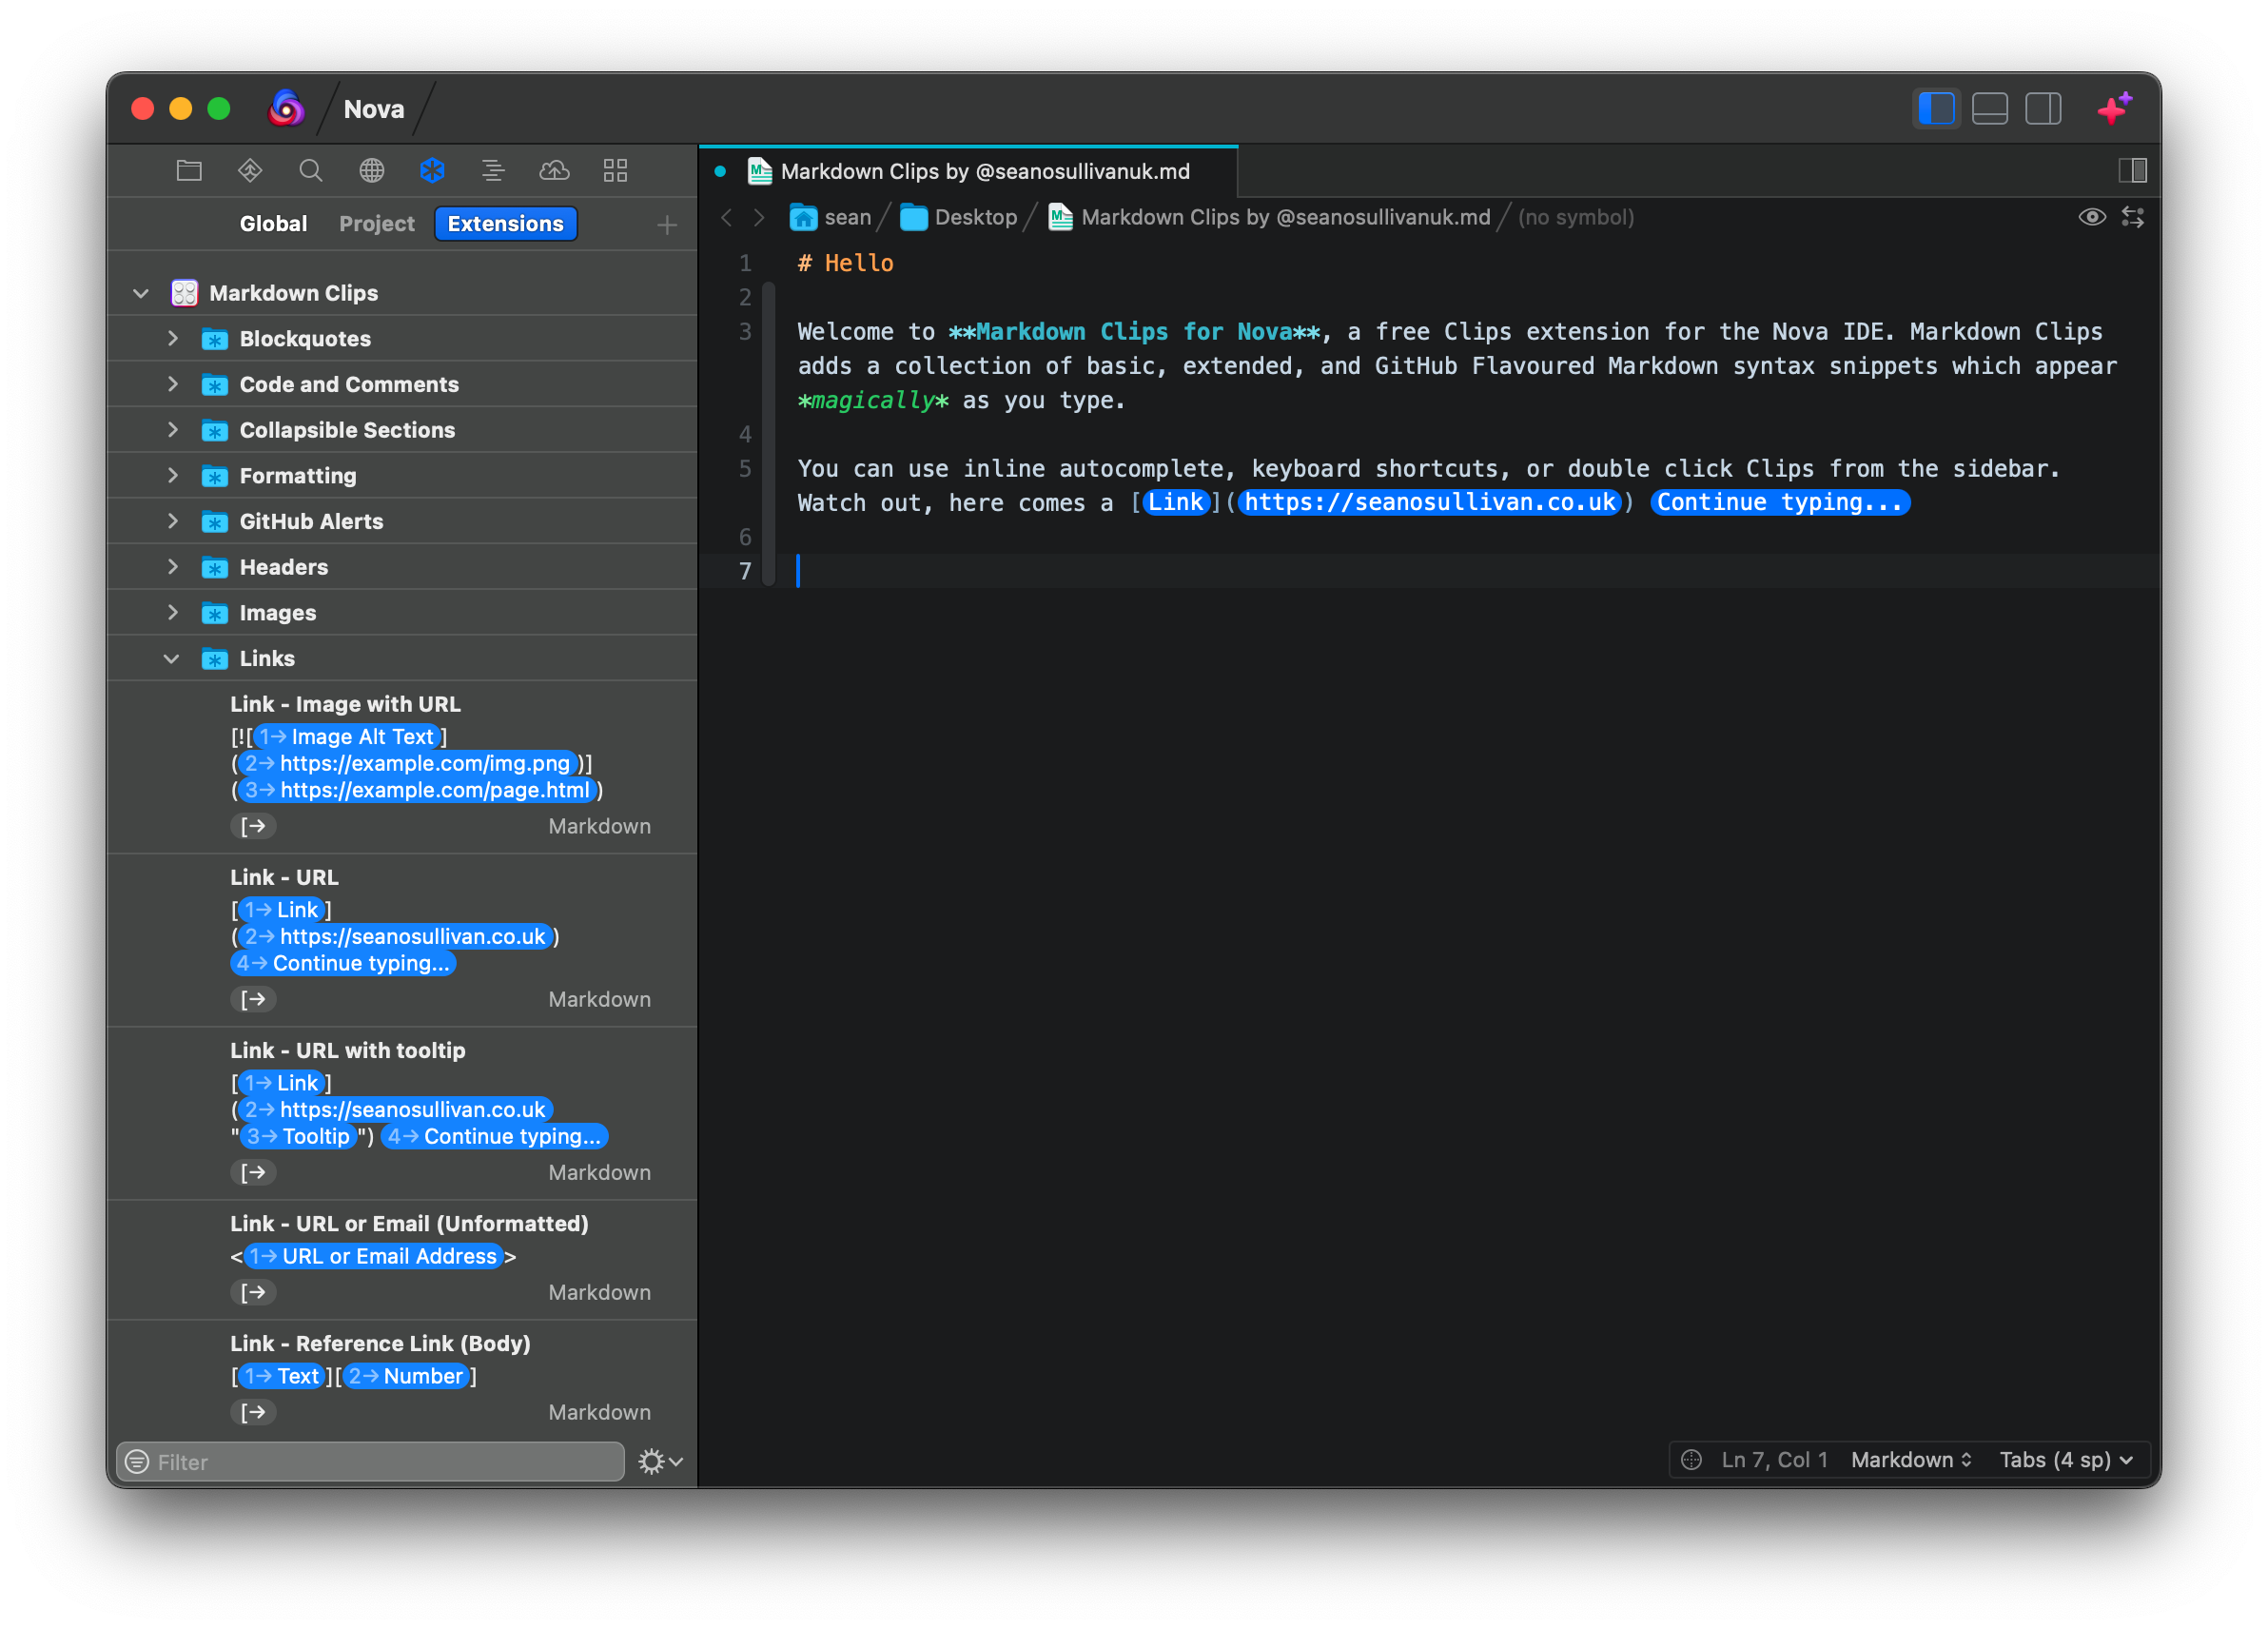 Nova
Global Project Extensions
Markdown Clips
Blockquotes
Code and Comments
Collapsible Sections
Formatting
GitHub Alerts
Headers
Images
Links
Link - Image with URL
[![1→ Image Alt Text]
(2→ https://example.com/img.png)]
(3→ https://example.com/page.html)
[→ Markdown
Link - URL
[1→ Link]
(2→ https://seanosullivan.co.uk)
4→ Continue typing...
[→ Markdown
Link - URL with tooltip
[1→ Link]
(2→ https://seanosullivan.co.uk
"3→ Tooltip") 4→ Continue typing...
[→ Markdown
Link - URL or Email (Unformatted)
<1→ URL or Email Address>
[→ Markdown
Link - Reference Link (Body)
[1→ Text][2→ Number]
[→ Markdown
Filter
Markdown Clips by @seanosullivanuk.md
sean Desktop Markdown Clips by @seanosullivanuk.md (no symbol)
1 # Hello
2
3 Welcome to **Markdown Clips for Nova**, a free Clips extension for the Nova IDE. Markdown Clips
adds a collection of basic, extended, and GitHub Flavoured Markdown syntax snippets which appear
*magically* as you type.
4
5 You can use inline autocomplete, keyboard shortcuts, or double click Clips from the sidebar.
Watch out, here comes a [Link](https://seanosullivan.co.uk) Continue typing...
6
7
Ln 7, Col 1 Markdown Tabs (4 sp)